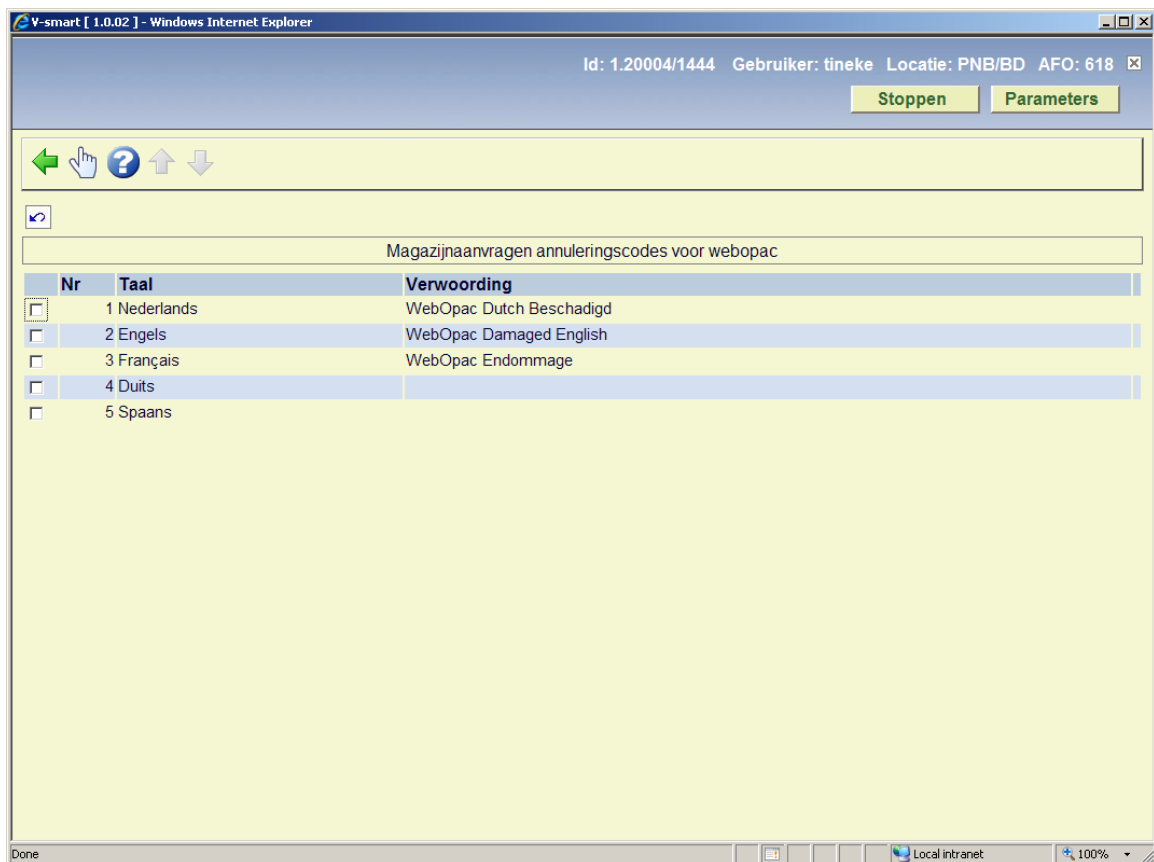 V-smart [ 1.0.02 ] - Windows Internet Explorer
Id: 1.20004/1444 Gebruiker: tineke Locatie: PNB/BD AFO: 618
Stoppen Parameters
Magazijnaanvragen annuleringscodes voor webopac
Nr Taal Verwoording
1 Nederlands WebOpac Dutch Beschadigd
2 Engels WebOpac Damaged English
3 Français WebOpac Endommage
4 Duits
5 Spaans
Done Local intranet 100%